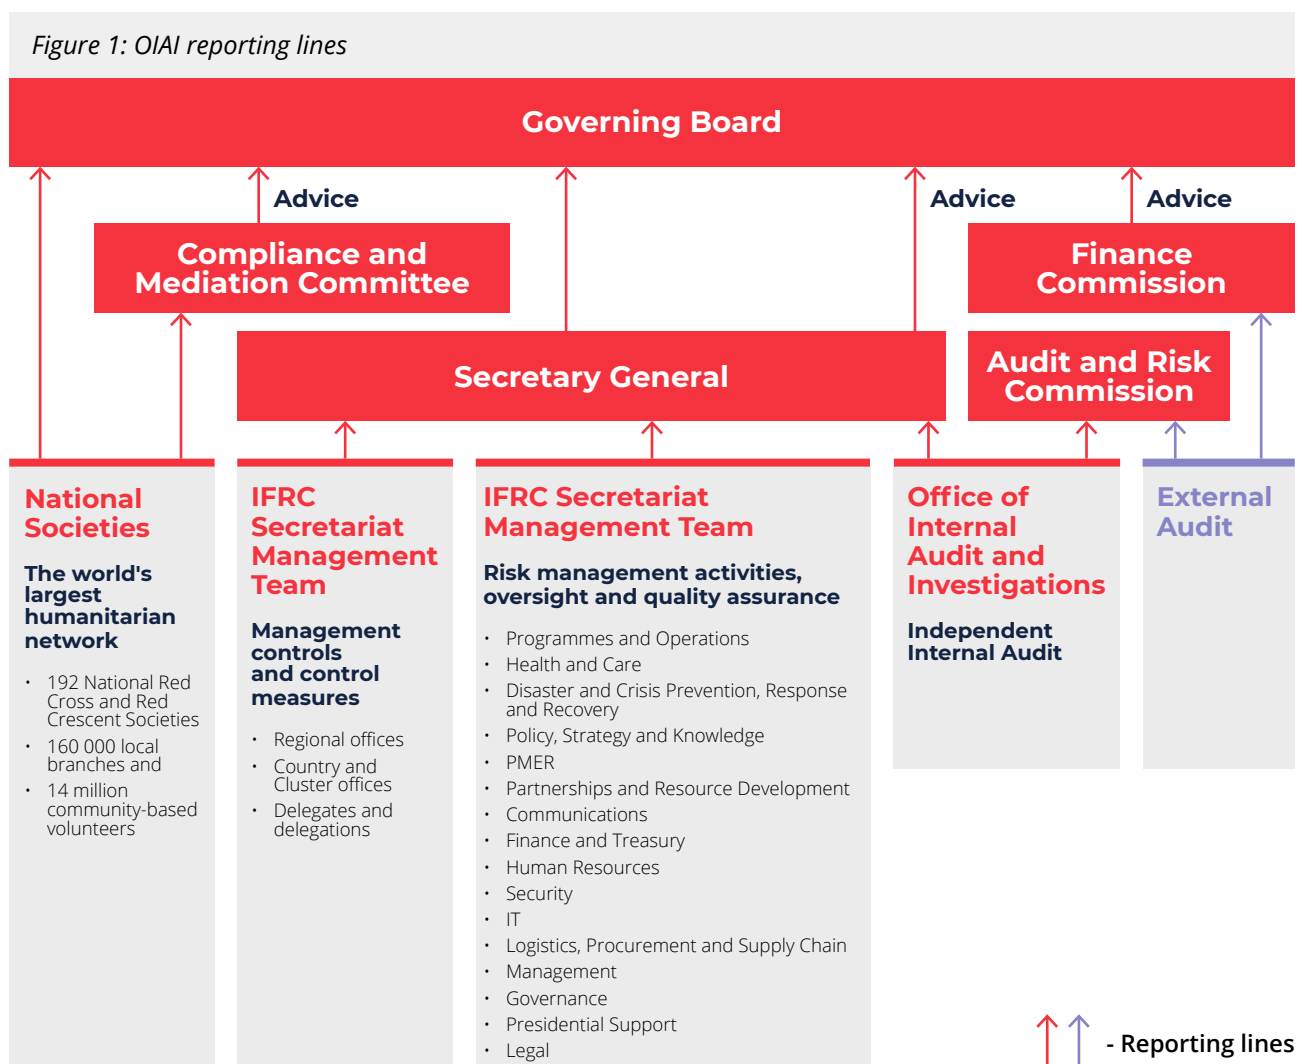 Figure 1: OIAI reporting lines
Governing Board
Advice
Advice
Advice
Compliance and
Mediation Committee
Finance
Commission
Secretary General
Audit and Risk
Commission
National
Societies
The world's
largest
humanitarian
network
• 192 National Red
Cross and Red
Crescent Societies
• 160 000 local
branches and
• 14 million
community-based
volunteers
IFRC
Secretariat
Management
Team
Management
controls
and control
measures
• Regional offices
• Country and
Cluster offices
• Delegates and
delegations
IFRC Secretariat
Management Team
Risk management activities,
oversight and quality assurance
• Programmes and Operations
• Health and Care
• Disaster and Crisis Prevention, Response
and Recovery
• Policy, Strategy and Knowledge
• PMER
• Partnerships and Resource Development
• Communications
• Finance and Treasury
• Human Resources
• Security
• IT
• Logistics, Procurement and Supply Chain
• Management
• Governance
• Presidential Support
• Legal
Office of
Internal
Audit and
Investigations
Independent
Internal Audit
External
Audit
- Reporting lines